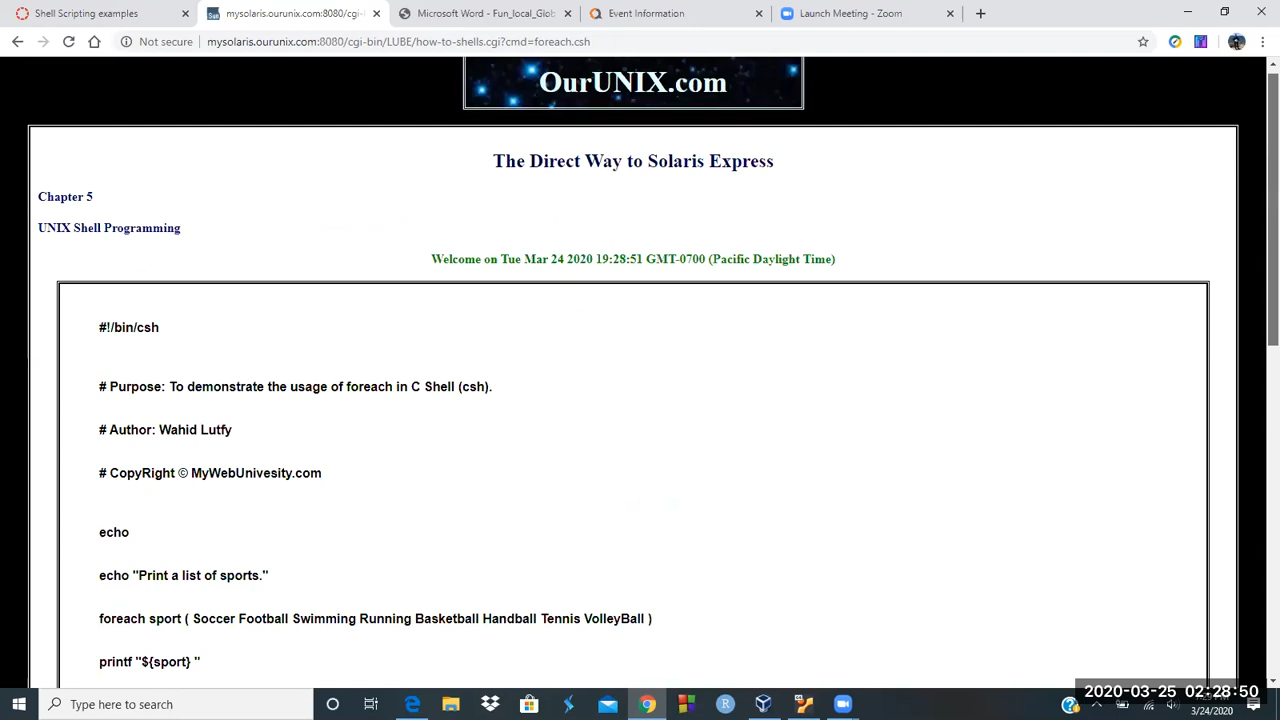 Shell Scripting examples
mysolaris.ourunix.com:8080/cgi-
Microsoft Word - Fun_local_Glob
Event Information
Launch Meeting - Zoom
Not secure
mysolaris.ourunix.com:8080/cgi-bin/LUBE/how-to-shells.cgi?cmd=foreach.csh
OurUNIX.com
The Direct Way to Solaris Express
Chapter 5
UNIX Shell Programming
Welcome on Tue Mar 24 2020 19:28:51 GMT-0700 (Pacific Daylight Time)
#!/bin/csh
# Purpose: To demonstrate the usage of foreach in C Shell (csh).
# Author: Wahid Lutfy
# CopyRight © MyWebUnivesity.com
echo
echo "Print a list of sports."
foreach sport ( Soccer Football Swimming Running Basketball Handball Tennis VolleyBall )
printf "${sport} "
Type here to search
2020-03-25 02:28:50
3/24/2020